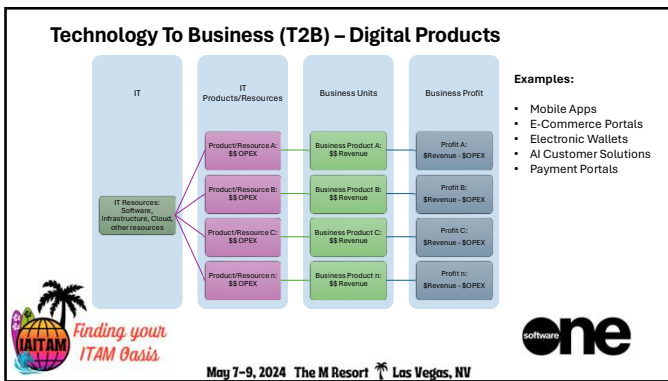 Technology To Business (T2B) – Digital Products
IT
IT
Products/Resources
Business Units
Business Profit
IT Resources:
Software,
Infrastructure, Cloud,
other resources
Product/Resource A:
$$ OPEX
Business Product A:
$$ Revenue
Profit A:
$Revenue - $OPEX
Product/Resource B:
$$ OPEX
Business Product B:
$$ Revenue
Profit B:
$Revenue - $OPEX
Product/Resource C:
$$ OPEX
Business Product C:
$$ Revenue
Profit C:
$Revenue - $OPEX
Product/Resource n:
$$ OPEX
Business Product n:
$$ Revenue
Profit n:
$Revenue - $OPEX
Examples:
• Mobile Apps
• E-Commerce Portals
• Electronic Wallets
• AI Customer Solutions
• Payment Portals
IAITAM
Finding your
ITAM Oasis
software one
May 7-9, 2024 The M Resort Las Vegas, NV